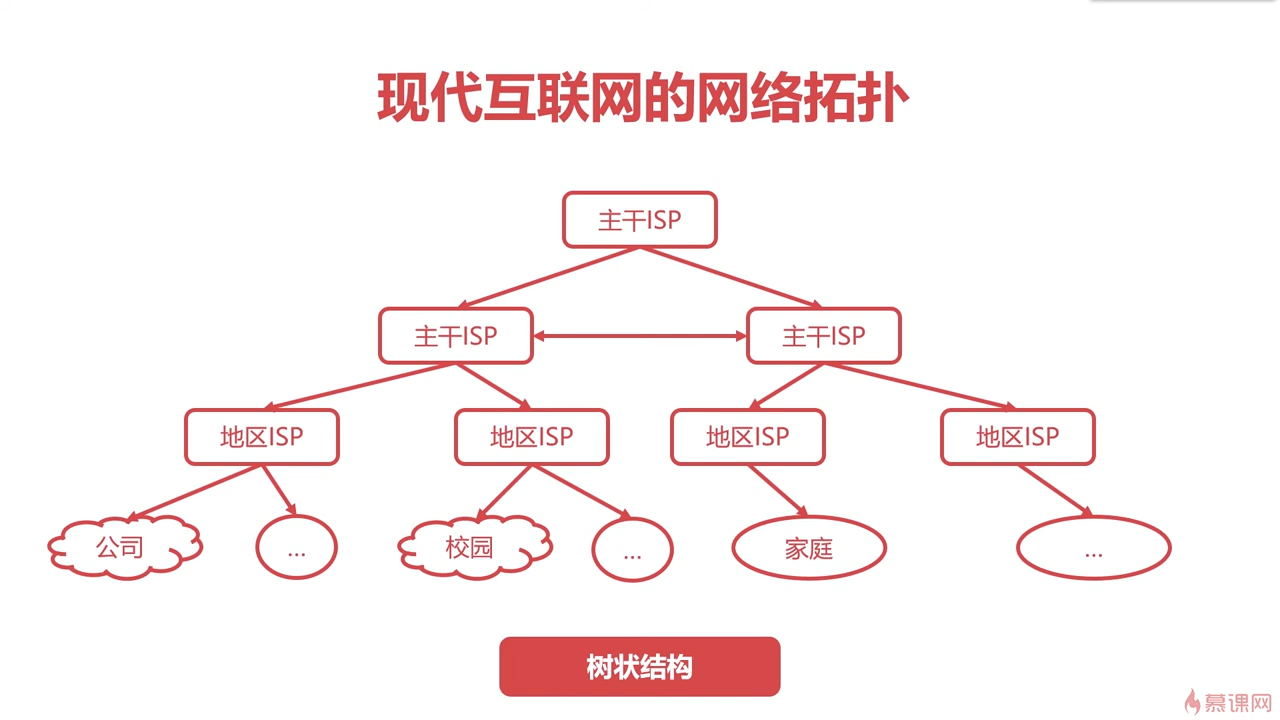 现代互联网的网络拓扑
主干ISP
主干ISP
主干ISP
地区ISP
地区ISP
地区ISP
地区ISP
公司
...
校园
...
家庭
...
树状结构
慕课网